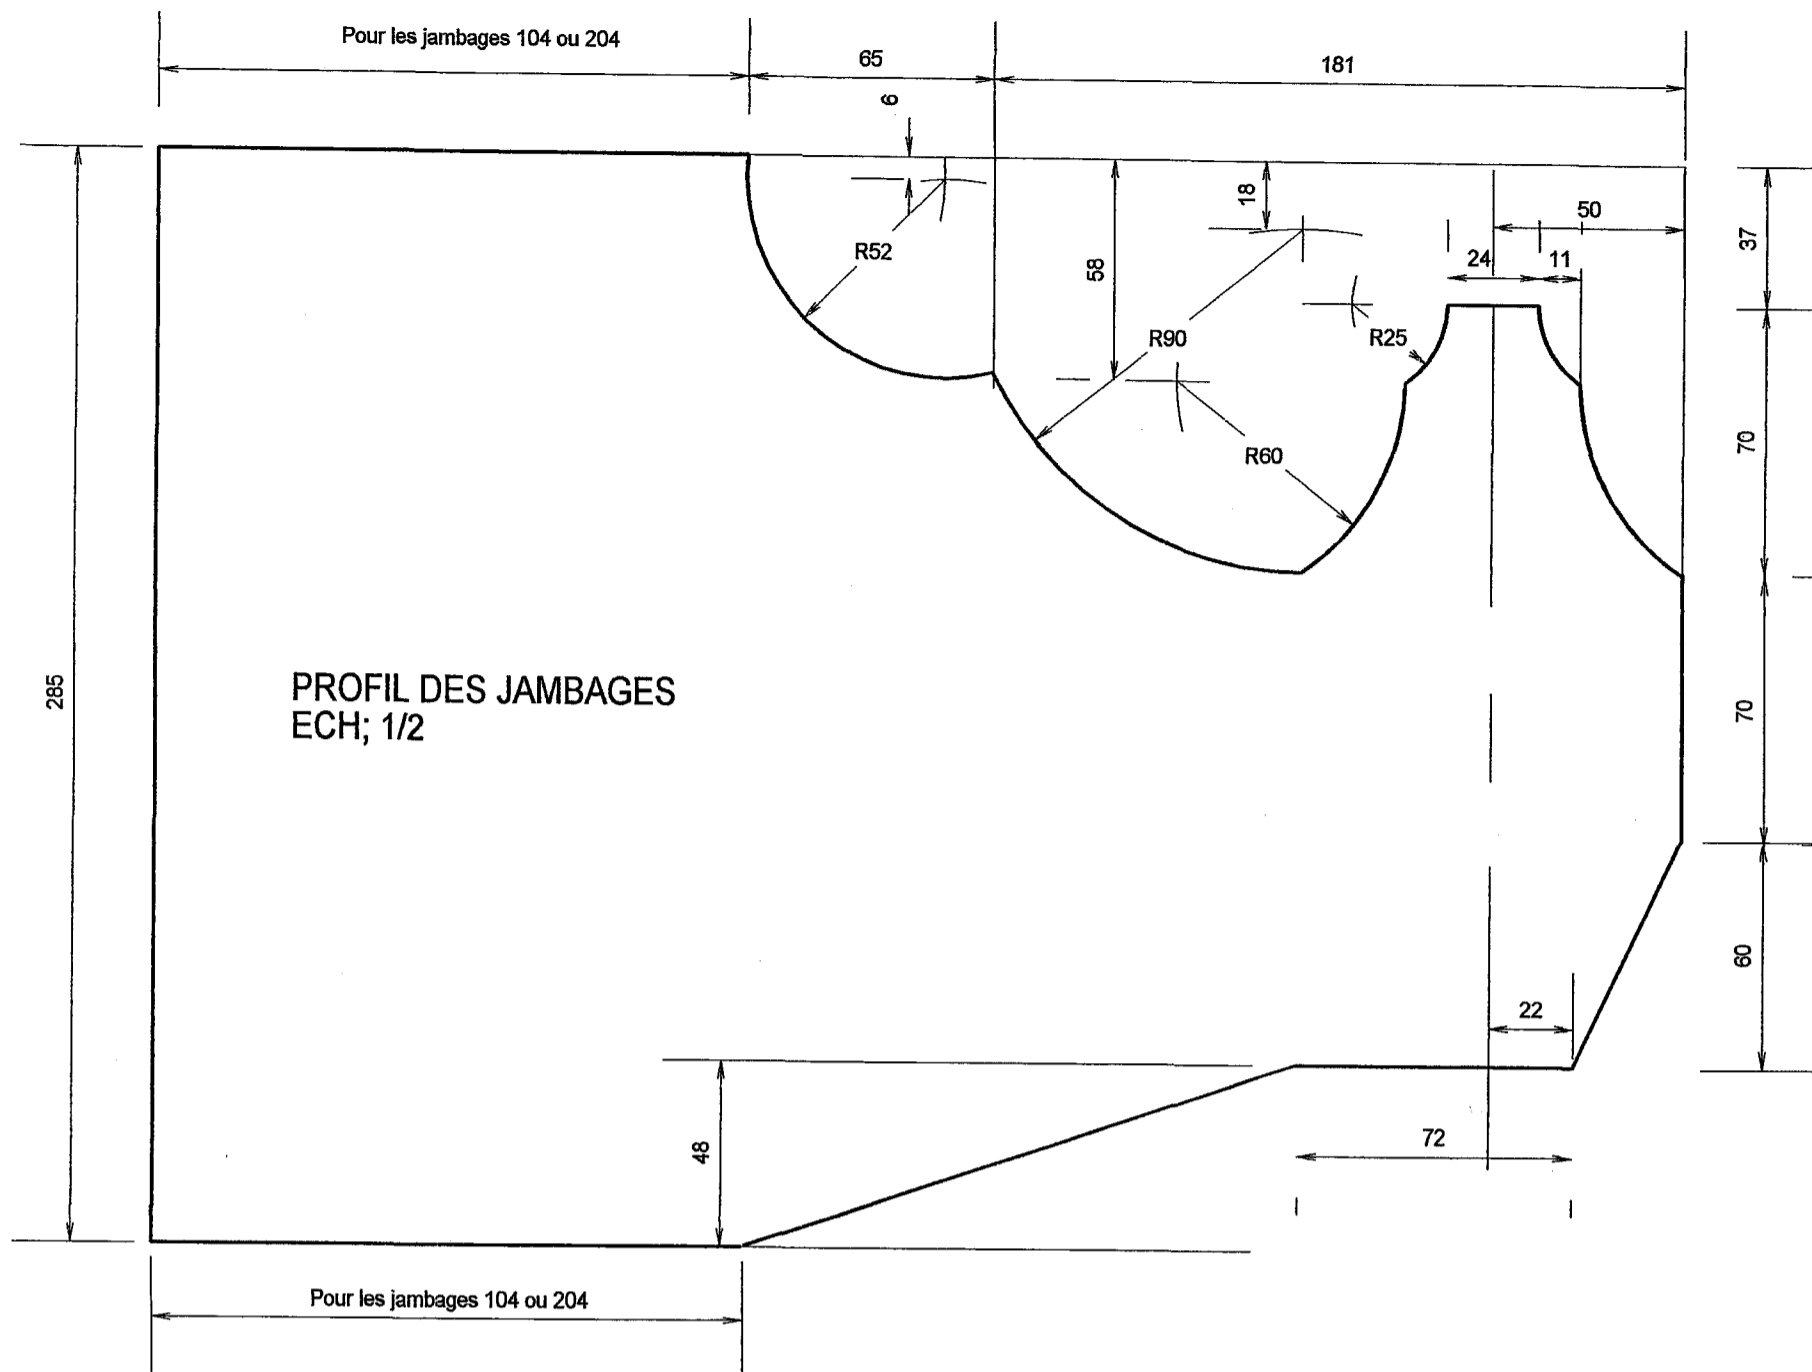 Pour les jambages 104 ou 204
65
181
6
18
50
37
24
11
58
R52
R90
R25
R60
70
285
PROFIL DES JAMBAGES
ECH; 1/2
70
60
22
48
72
Pour les jambages 104 ou 204